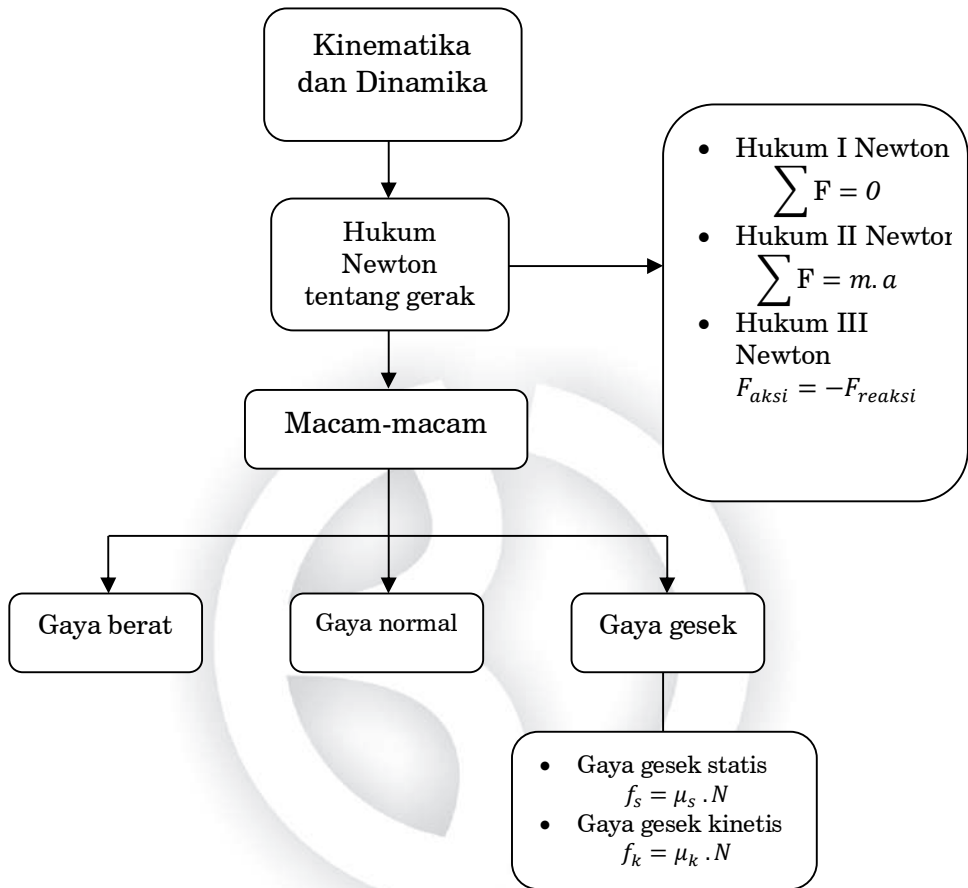 Kinematika
dan Dinamika
Hukum
Newton
tentang gerak
• Hukum I Newton
∑ F = 0
• Hukum II Newton
∑ F = m. a
• Hukum III
Newton
F_aksi = −F_reaksi
Macam-macam
Gaya berat
Gaya normal
Gaya gesek
• Gaya gesek statis
f_s = μ_s . N
• Gaya gesek kinetis
f_k = μ_k . N